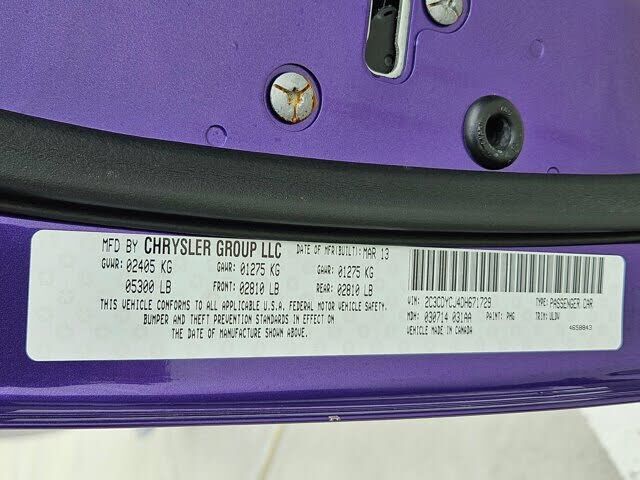 MFD BY CHRYSLER GROUP LLC DATE OF MFR(BUILT): MAR 13
GVWR: 02405 KG GAWR: 01275 KG GAWR: 01275 KG
05300 LB FRONT: 02810 LB REAR: 02810 LB
THIS VEHICLE CONFORMS TO ALL APPLICABLE U.S.A. FEDERAL MOTOR VEHICLE SAFETY,
BUMPER AND THEFT PREVENTION STANDARDS IN EFFECT ON
THE DATE OF MANUFACTURE SHOWN ABOVE.
VIN: 2C3CDYCJ4DH671729 TYPE: PASSENGER CAR
MDH: 030714 031AA PAINT: PHG TRIM: ULDV
VEHICLE MADE IN CANADA 4658843